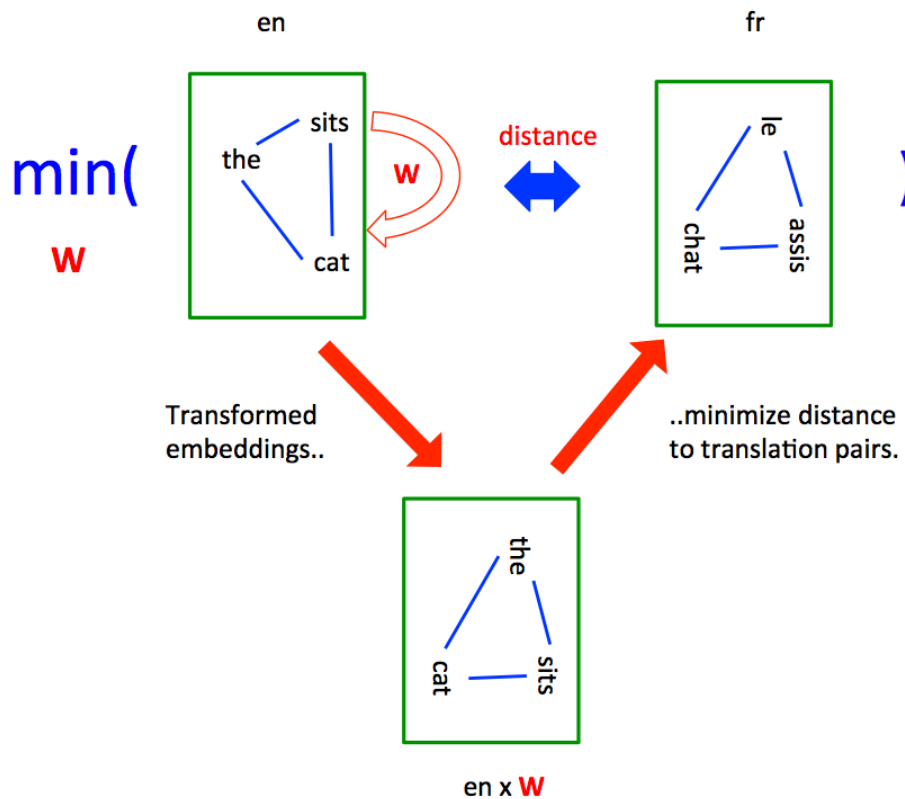 en
fr
min(
W
the
sits
cat
W
distance
le
chat
assis
)
Transformed
embeddings..
..minimize distance
to translation pairs.
the
cat
sits
en x W